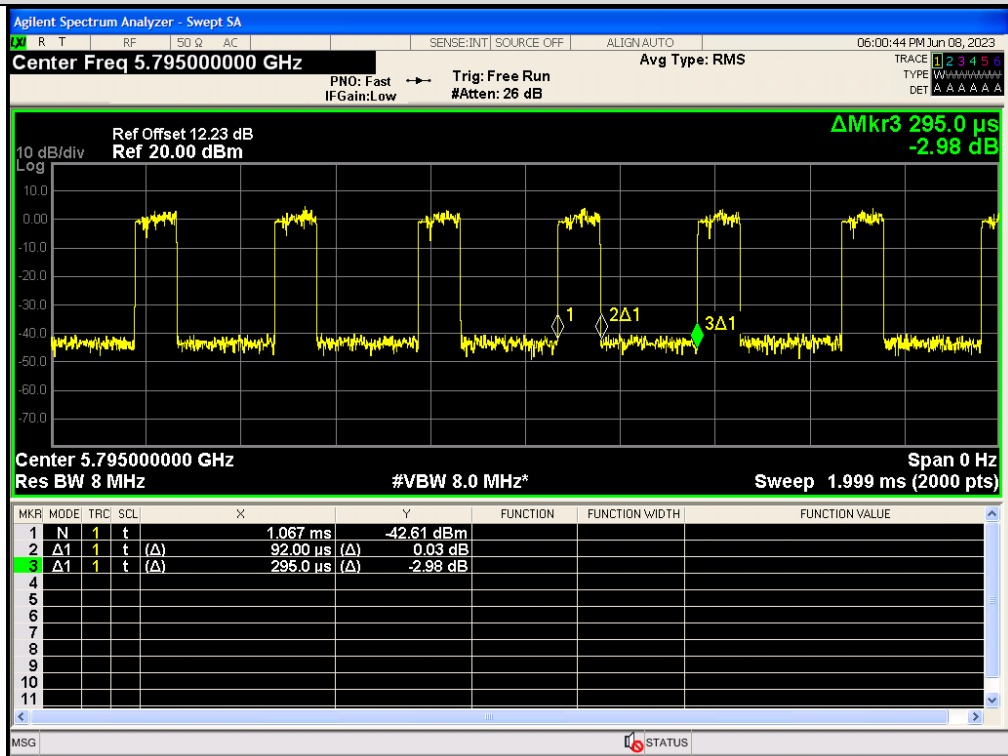 Agilent Spectrum Analyzer - Swept SA
LXI R T RF 50 Ω AC SENSE:INT SOURCE OFF ALIGN AUTO 06:00:44 PM Jun 08, 2023
Center Freq 5.795000000 GHz Avg Type: RMS TRACE 1 2 3 4 5 6
PNO: Fast Trig: Free Run TYPE W
IFGain:Low #Atten: 26 dB DET A A A A A A
ΔMkr3 295.0 µs
Ref Offset 12.23 dB
10 dB/div Ref 20.00 dBm -2.98 dB
Log
10.0
0.00
-10.0
-20.0
-30.0
1 2Δ1 3Δ1
-40.0
-50.0
-60.0
-70.0
Center 5.795000000 GHz Span 0 Hz
Res BW 8 MHz #VBW 8.0 MHz* Sweep 1.999 ms (2000 pts)
MKR MODE TRC SCL X Y FUNCTION FUNCTION WIDTH FUNCTION VALUE
1 N 1 t 1.067 ms -42.61 dBm
2 Δ1 1 t (Δ) 92.00 µs (Δ) 0.03 dB
3 Δ1 1 t (Δ) 295.0 µs (Δ) -2.98 dB
4
5
6
7
8
9
10
11
MSG STATUS